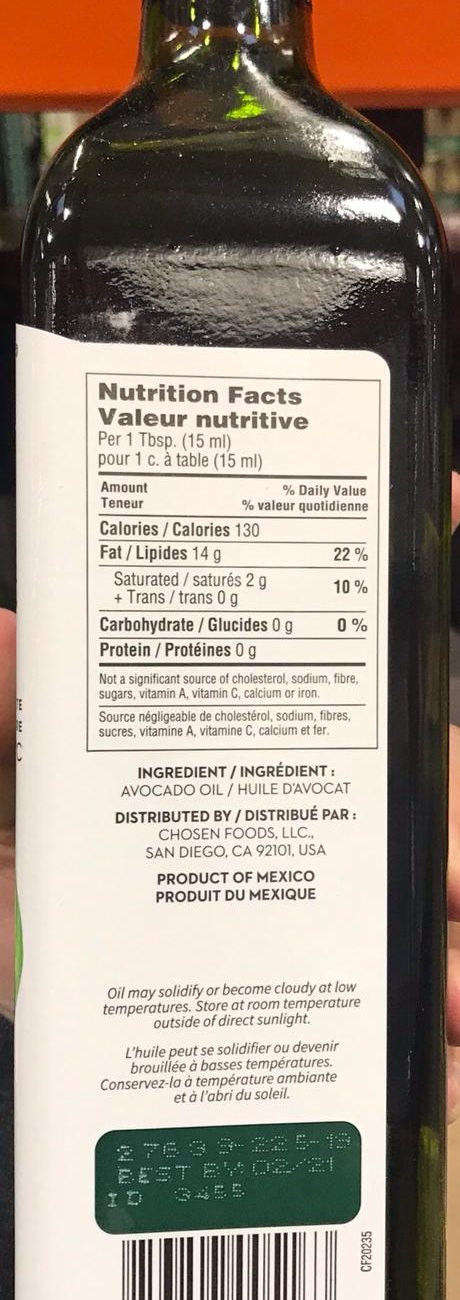 Nutrition Facts
Valeur nutritive
Per 1 Tbsp. (15 ml)
pour 1 c. à table (15 ml)
Amount % Daily Value
Teneur % valeur quotidienne
Calories / Calories 130
Fat / Lipides 14 g 22 %
Saturated / saturés 2 g
+ Trans / trans 0 g 10 %
Carbohydrate / Glucides 0 g 0 %
Protein / Protéines 0 g
Not a significant source of cholesterol, sodium, fibre,
sugars, vitamin A, vitamin C, calcium or iron.
Source négligeable de cholestérol, sodium, fibres,
sucres, vitamine A, vitamine C, calcium et fer.
INGREDIENT / INGRÉDIENT :
AVOCADO OIL / HUILE D'AVOCAT
DISTRIBUTED BY / DISTRIBUÉ PAR :
CHOSEN FOODS, LLC.,
SAN DIEGO, CA 92101, USA
PRODUCT OF MEXICO
PRODUIT DU MEXIQUE
Oil may solidify or become cloudy at low
temperatures. Store at room temperature
outside of direct sunlight.
L'huile peut se solidifier ou devenir
brouillée à basses températures.
Conservez-la à température ambiante
et à l'abri du soleil.
BEST BY: 02/21
ID 3455
CF20235